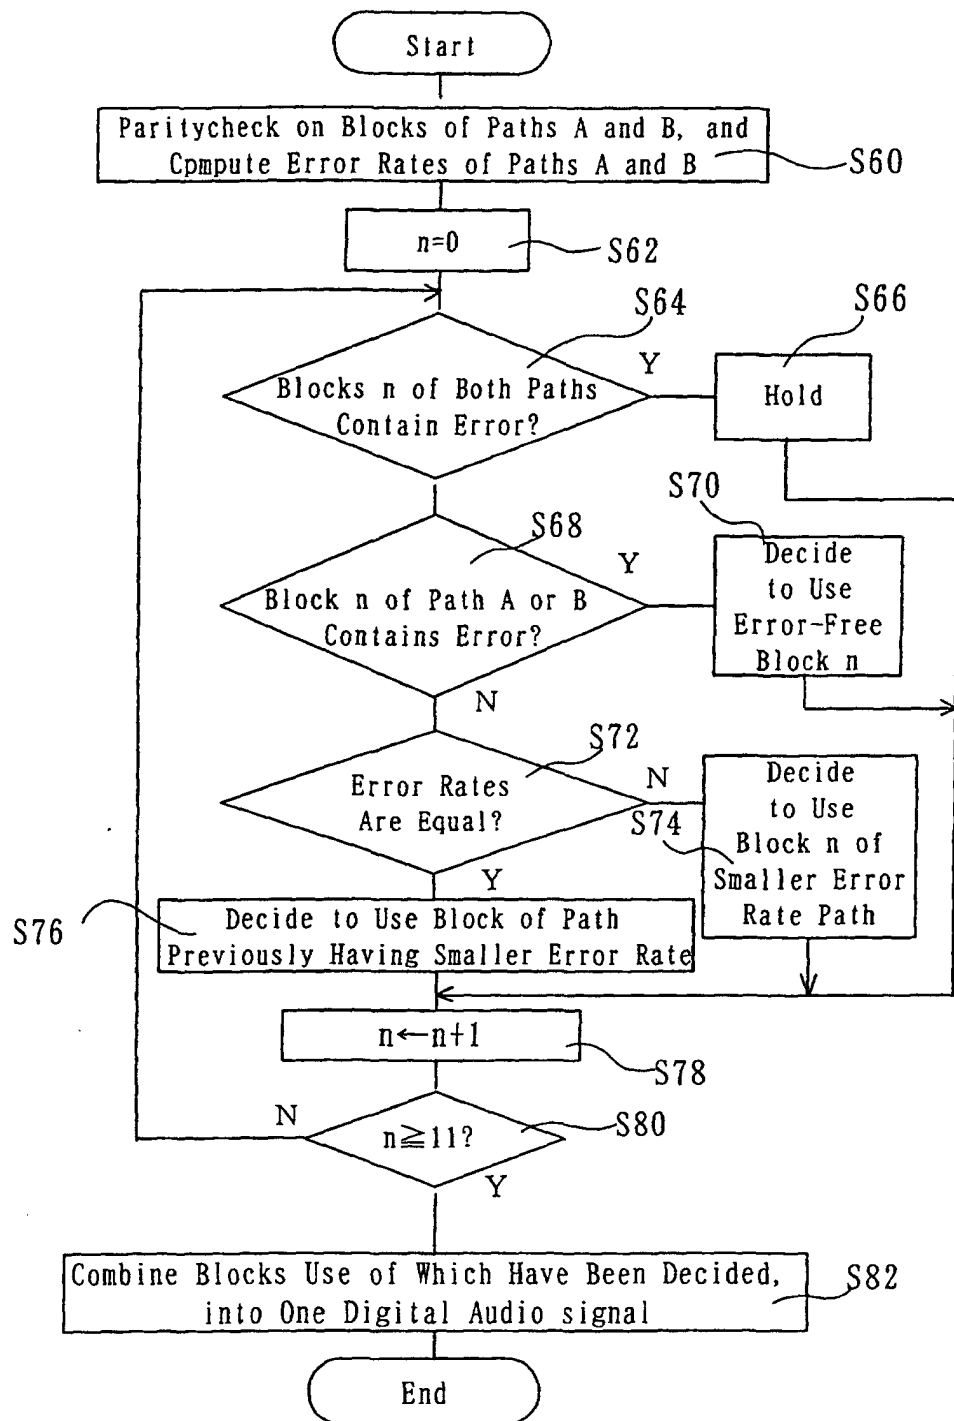 Start
Paritycheck on Blocks of Paths A and B, and
Cpmpute Error Rates of Paths A and B
S60
n=0
S62
S64
S66
Blocks n of Both Paths
Contain Error?
Y
Hold
S70
S68
Block n of Path A or B
Contains Error?
Y
Decide
to Use
Error-Free
Block n
N
S72
Error Rates
Are Equal?
N
S74
Decide
to Use
Block n of
Smaller Error
Rate Path
Y
S76
Decide to Use Block of Path
Previously Having Smaller Error Rate
n←n+1
S78
N
n≧11?
S80
Y
Combine Blocks Use of Which Have Been Decided,
into One Digital Audio signal
S82
End